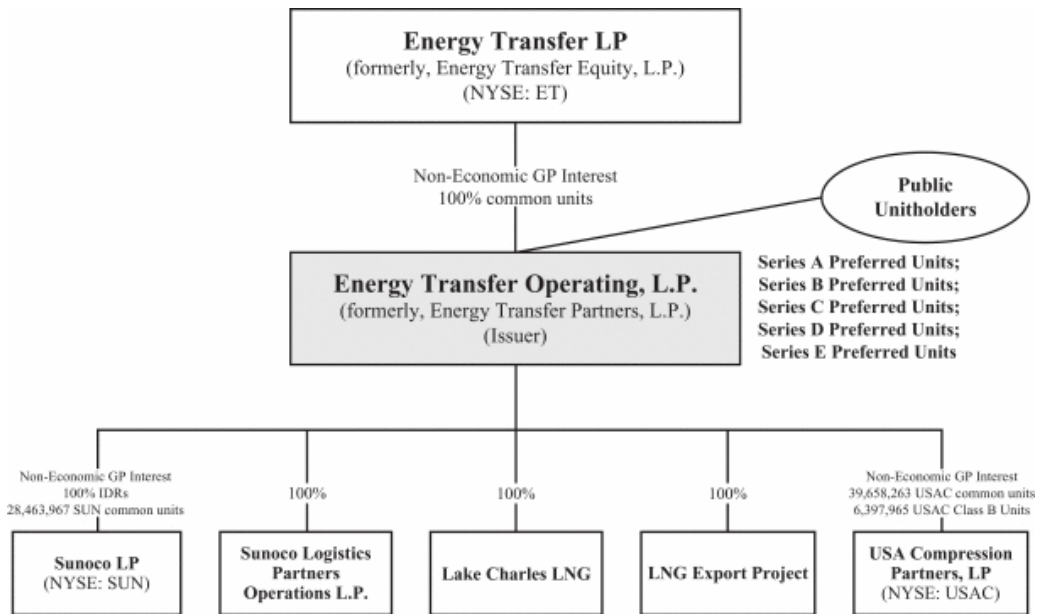 Energy Transfer LP
(formerly, Energy Transfer Equity, L.P.)
(NYSE: ET)
Non-Economic GP Interest
100% common units
Public
Unitholders
Energy Transfer Operating, L.P.
(formerly, Energy Transfer Partners, L.P.)
(Issuer)
Series A Preferred Units;
Series B Preferred Units;
Series C Preferred Units;
Series D Preferred Units;
Series E Preferred Units
Non-Economic GP Interest
100% IDRs
28,463,967 SUN common units
100%
100%
100%
Non-Economic GP Interest
39,658,263 USAC common units
6,397,965 USAC Class B Units
Sunoco LP
(NYSE: SUN)
Sunoco Logistics
Partners
Operations L.P.
Lake Charles LNG
LNG Export Project
USA Compression
Partners, LP
(NYSE: USAC)